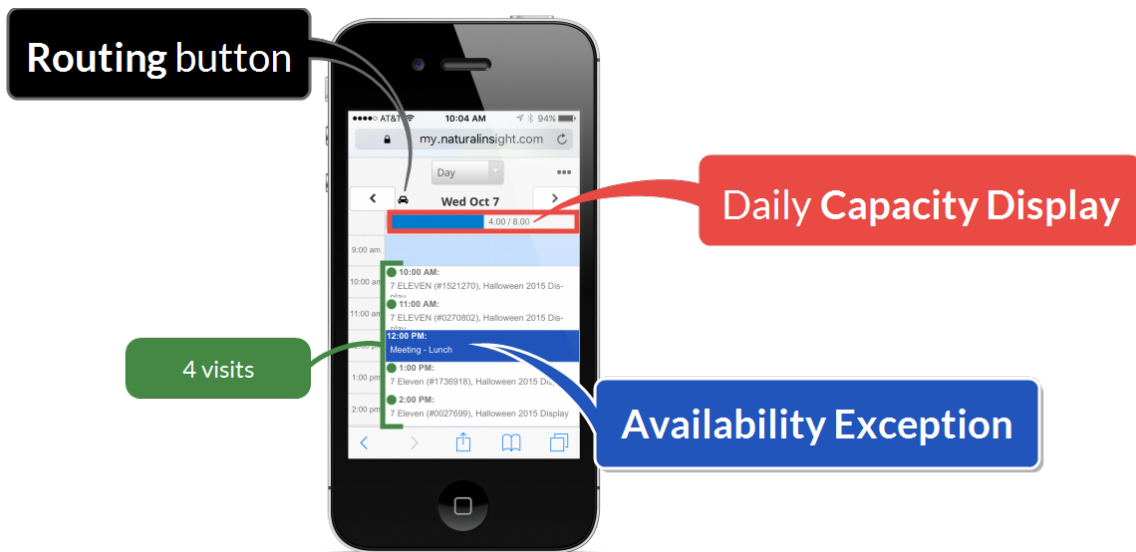 Routing button
AT&T
10:04 AM
94%
my.naturalinsight.com
Day
Wed Oct 7
4.00 / 8.00
Daily Capacity Display
9:00 am
10:00 am
10:00 AM:
7 ELEVEN (#1521270), Halloween 2015 Dis-
play
11:00 am
11:00 AM:
7 ELEVEN (#0270802), Halloween 2015 Dis-
play
12:00 PM:
Meeting - Lunch
4 visits
1:00 pm
1:00 PM:
7 Eleven (#1736918), Halloween 2015
2:00 pm
2:00 PM:
7 Eleven (#0027699), Halloween 2015 Display
Availability Exception